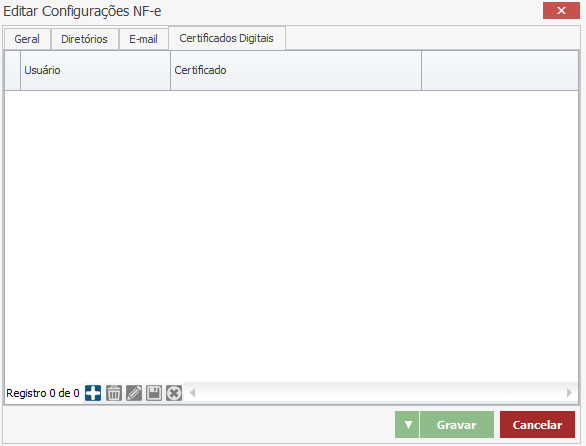 Editar Configurações NF-e
Geral Diretórios E-mail Certificados Digitais
Usuário Certificado
Registro 0 de 0
Gravar Cancelar